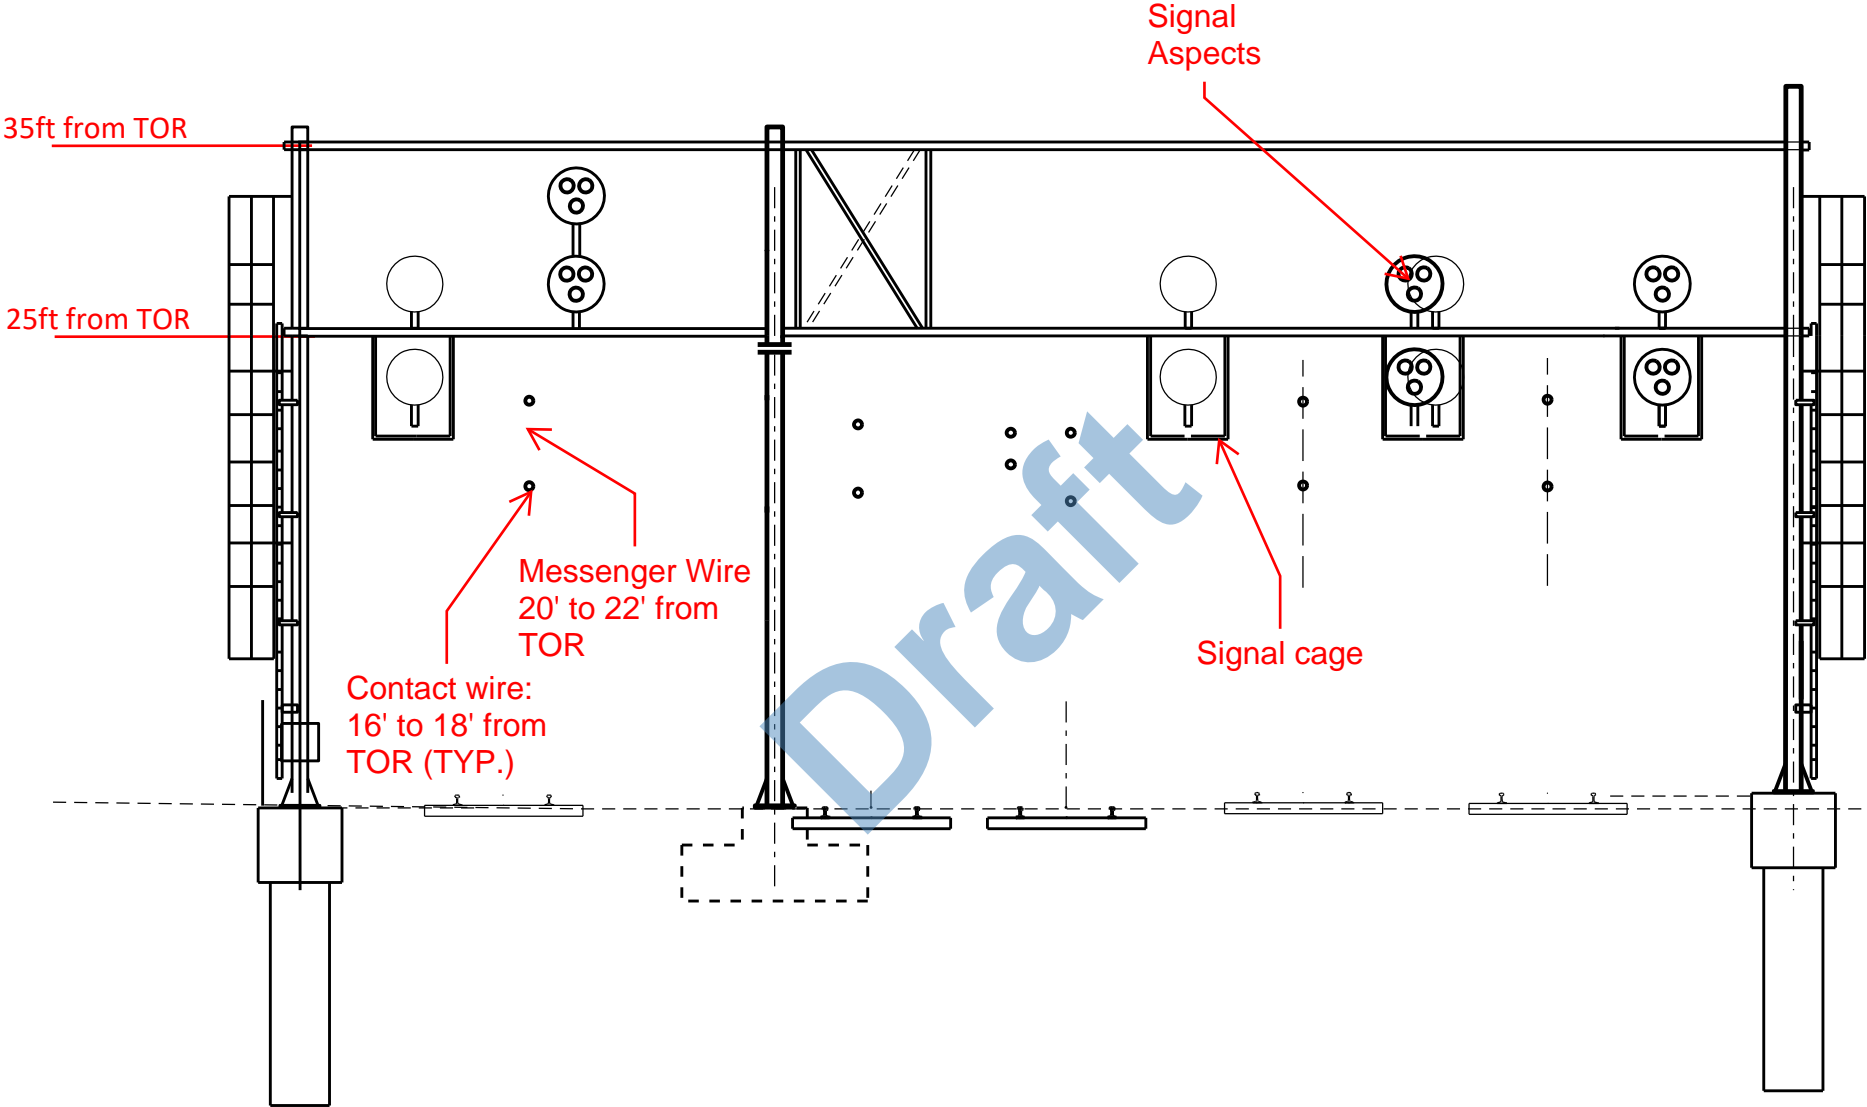 Signal
Aspects
35ft from TOR
25ft from TOR
Messenger Wire
20' to 22' from
TOR
Contact wire:
16' to 18' from
TOR (TYP.)
Signal cage
Draft